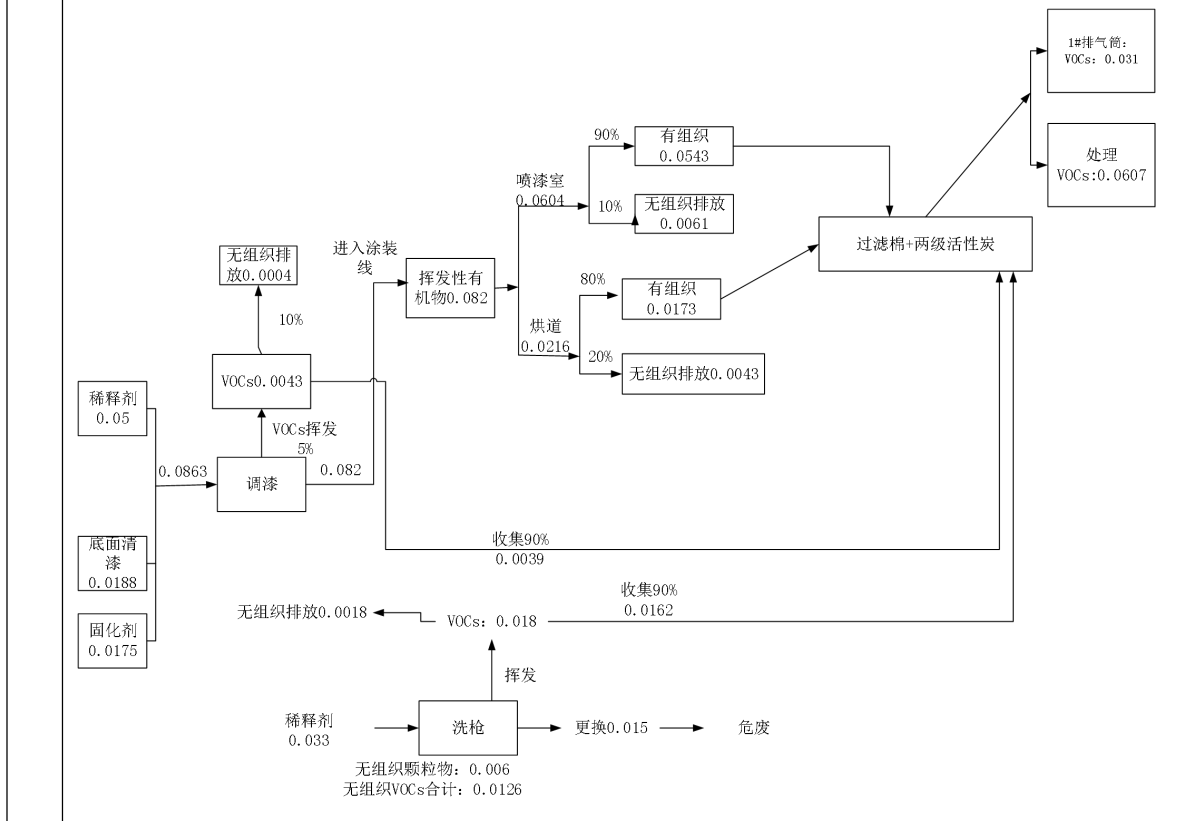 1#排气筒:
VOCs: 0.031
处理
VOCs:0.0607
90%
有组织
0.0543
喷漆室
0.0604
10%
无组织排放
0.0061
过滤棉+两级活性炭
进入涂装
线
无组织排
放0.0004
挥发性有
机物0.082
80%
有组织
0.0173
10%
烘道
0.0216
20%
无组织排放0.0043
VOCs0.0043
稀释剂
0.05
VOCs挥发
5%
0.0863
调漆
0.082
底面清
漆
0.0188
收集90%
0.0039
收集90%
0.0162
固化剂
0.0175
无组织排放0.0018
VOCs: 0.018
挥发
稀释剂
0.033
洗枪
更换0.015
危废
无组织颗粒物: 0.006
无组织VOCs合计: 0.0126